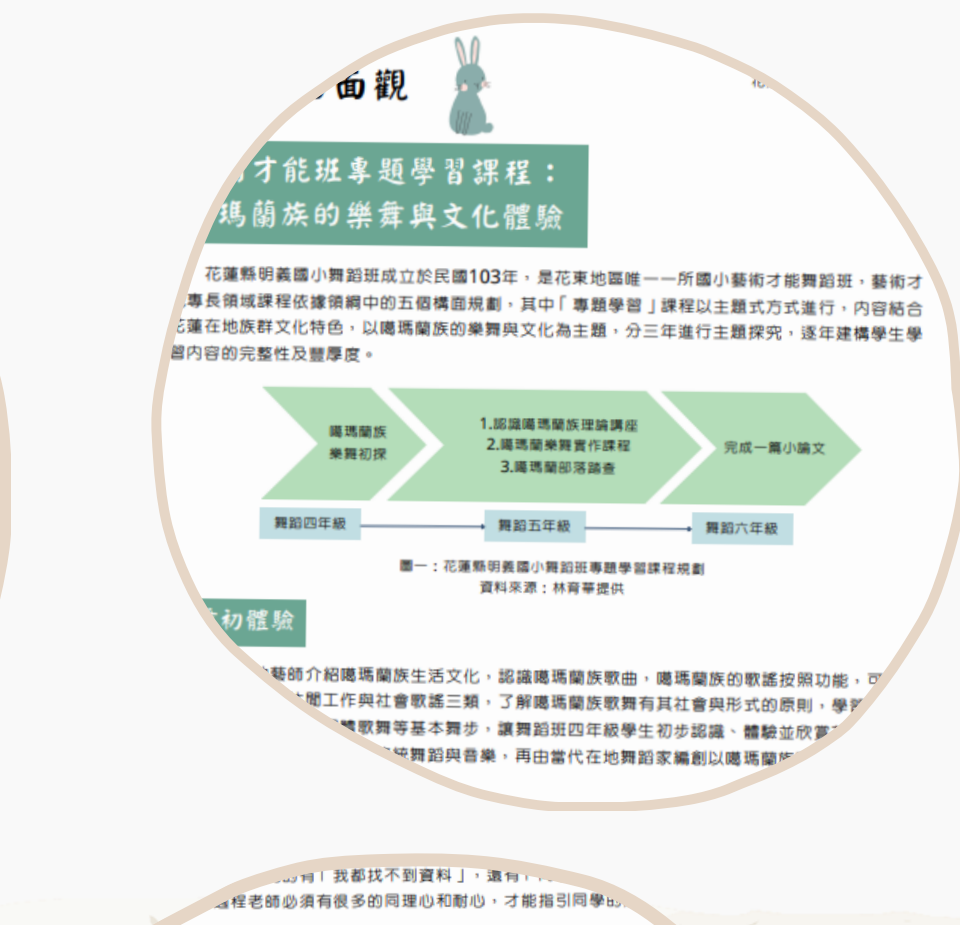 面觀
才能班專題學習課程：
瑪蘭族的樂舞與文化體驗
花蓮縣明義國小舞蹈班成立於民國103年，是花東地區唯一一所國小藝術才能舞蹈班，藝術才
專長領域課程依據領綱中的五個構面規劃，其中「專題學習」課程以主題式方式進行，內容結合
花蓮在地族群文化特色，以噶瑪蘭族的樂舞與文化為主題，分三年進行主題探究，逐年建構學生學
習內容的完整性及豐厚度。
噶瑪蘭族
樂舞初探
1.認識噶瑪蘭族理論講座
2.噶瑪蘭樂舞實作課程
3.噶瑪蘭部落踏查
完成一篇小論文
舞蹈四年級
舞蹈五年級
舞蹈六年級
圖一：花蓮縣明義國小舞蹈班專題學習課程規劃
資料來源：林育華提供
初體驗
藝師介紹噶瑪蘭族生活文化，認識噶瑪蘭族歌曲，噶瑪蘭族的歌謠按照功能，可
間工作與社會歌謠三類，了解噶瑪蘭族歌舞有其社會與形式的原則，學習
體歌舞等基本舞步，讓舞蹈班四年級學生初步認識、體驗並欣賞
統舞蹈與音樂，再由當代在地舞蹈家編創以噶瑪蘭族
的有「我都找不到資料」，還有「
過程老師必須有很多的同理心和耐心，才能指引同學的